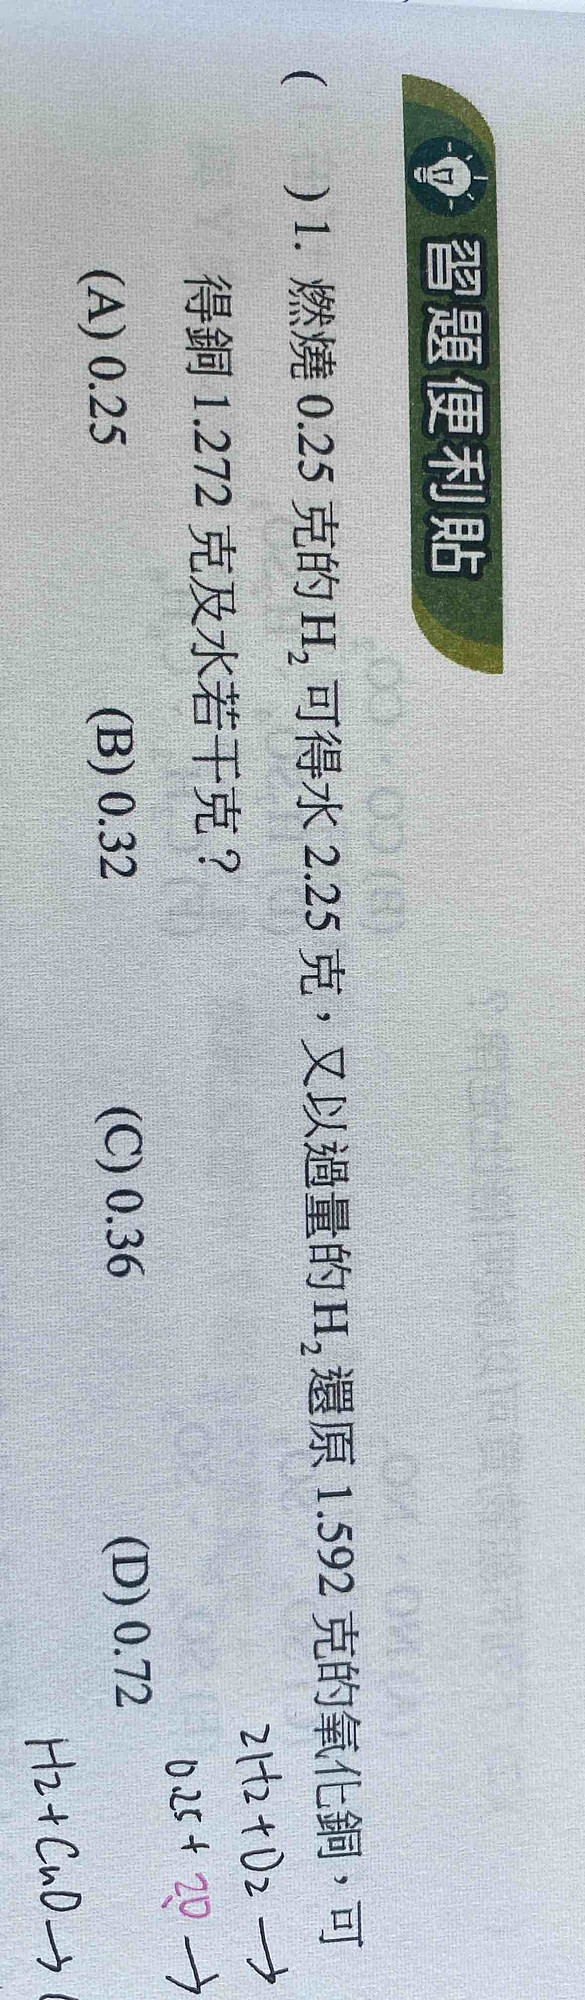 習題便利貼
( ) 1. 燃燒 0.25 克的 H₂ 可得水 2.25 克，又以過量的 H₂ 還原 1.592 克的氧化銅，可
得銅 1.272 克及水若干克？
(A) 0.25 (B) 0.32 (C) 0.36 (D) 0.72
2H2+O2 →
0.25+ 2.0 →
H2+CuO→